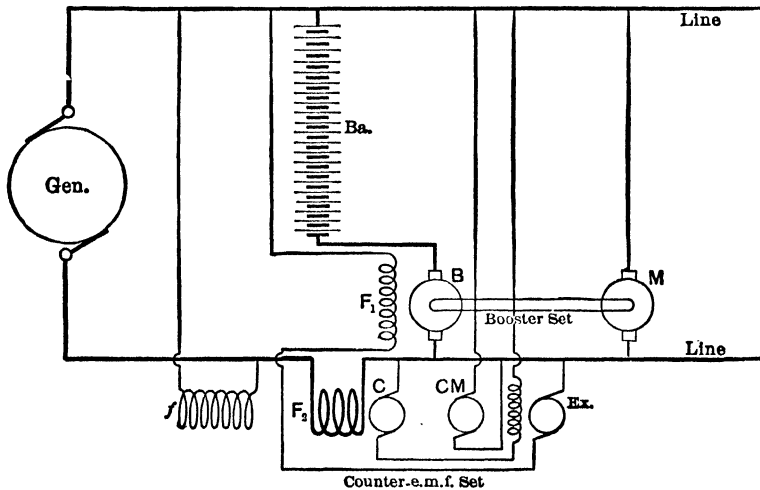 Line
Ba.
Gen.
B
M
F1
Booster Set
Line
f
F2
C
CM
Ex.
Counter-e.m.f. Set